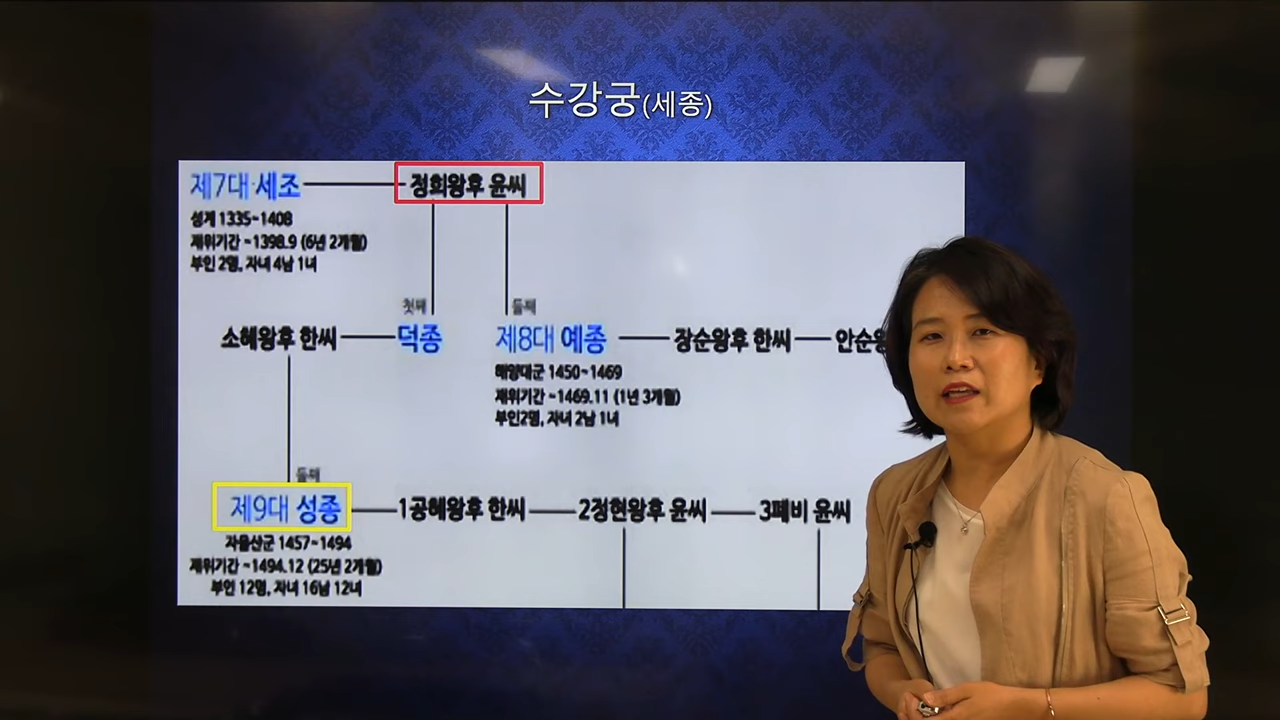 수강궁(세종)
제7대 세조 정희왕후 윤씨
성계 1335~1408
재위기간 ~1398.9 (6년 2개월)
부인 2명, 자녀 4남 1녀
첫째 둘째
소혜왕후 한씨 덕종 제8대 예종 장순왕후 한씨 안순왕
해양대군 1450~1469
재위기간 ~1469.11 (1년 3개월)
부인2명, 자녀 2남 1녀
둘째
제9대 성종 1공혜왕후 한씨 2정현왕후 윤씨 3폐비 윤씨
자을산군 1457~1494
재위기간 ~1494.12 (25년 2개월)
부인 12명, 자녀 16남 12녀